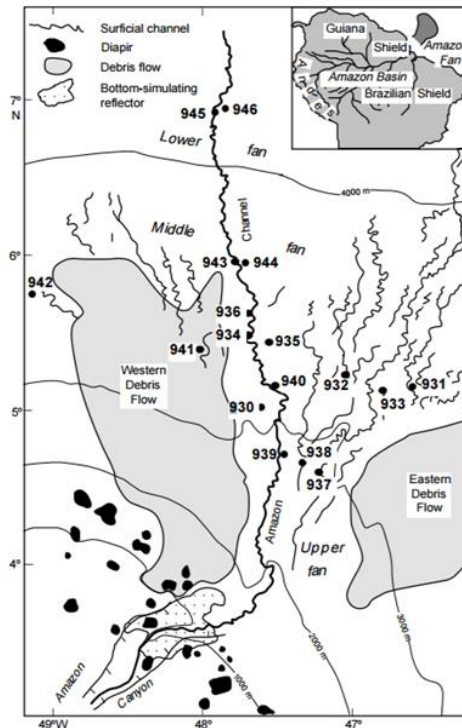 Surficial channel
Diapir
Debris flow
Bottom-simulating
reflector
Guiana
Shield
Amazon
Fan
Amazon Basin
Brazilian Shield
Andes
7°
N
945
946
Lower
fan
4000 m
Middle
Channel
fan
6°
943
944
942
936
934
935
941
Western
Debris
Flow
940
932
931
933
930
5°
939
938
937
Eastern
Debris
Flow
Amazon
Upper
fan
4°
3000 m
2000 m
1000 m
Amazon
Canyon
49°W
48°
47°